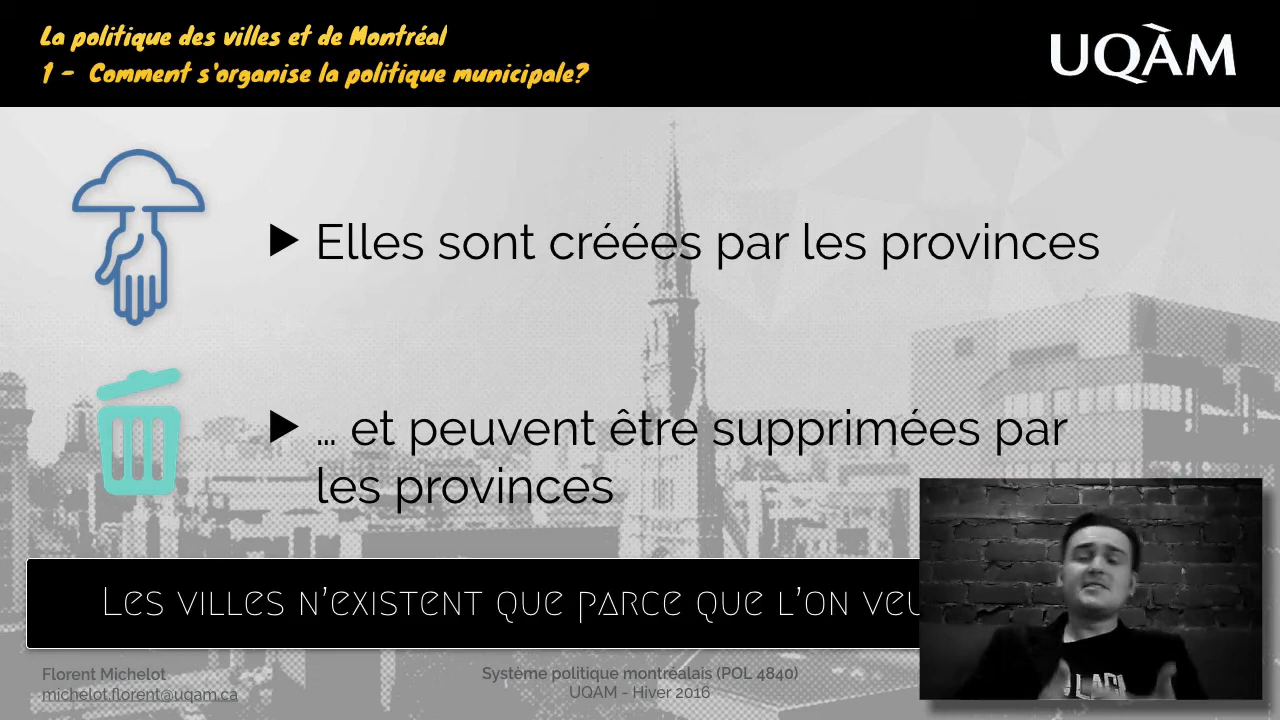 La politique des villes et de Montréal
1 - Comment s'organise la politique municipale?
UQÀM
Elles sont créées par les provinces
... et peuvent être supprimées par
les provinces
Les villes n'existent que parce que l'on
Florent Michelot
michelot.florent@uqam.ca
Système politique montréalais (POL 4840)
UQAM - Hiver 2016